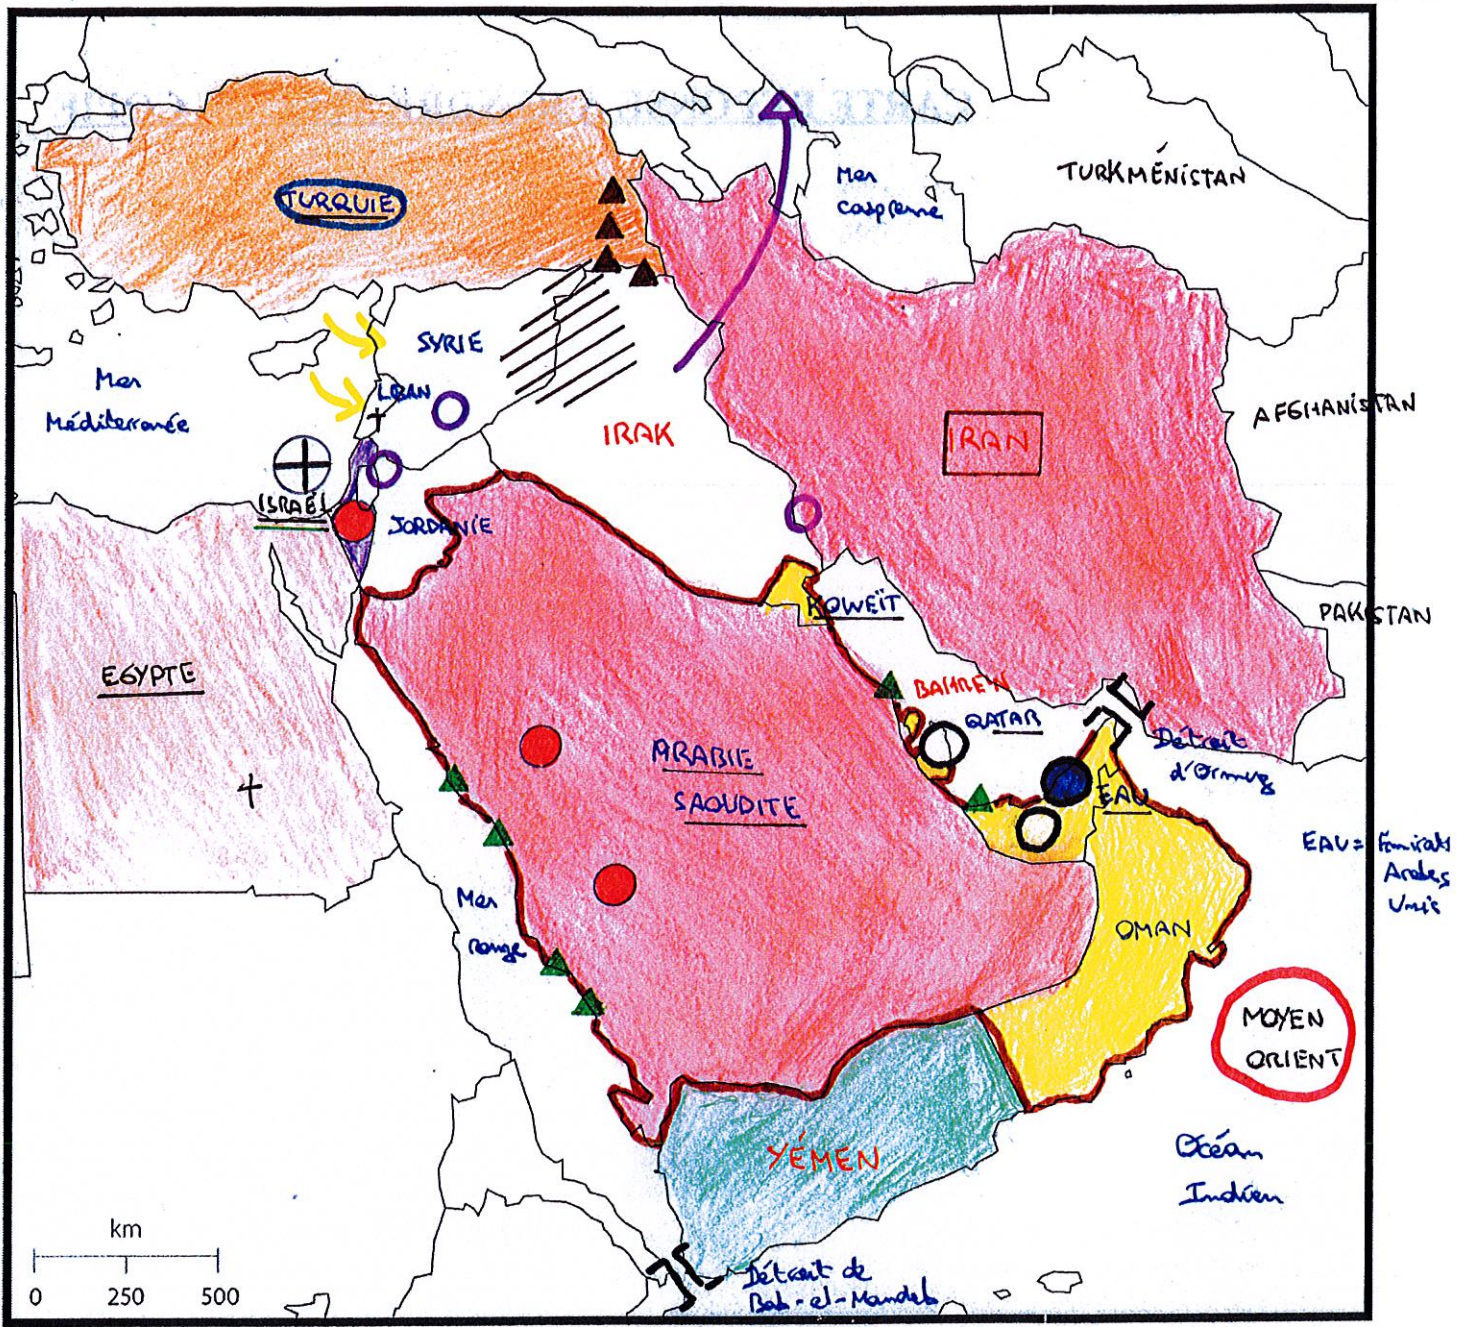 TURQUIE
Mer
Caspienne
TURKMÉNISTAN
SYRIE
LIBAN
Mer
Méditerranée
IRAK
IRAN
AFGHANISTAN
ISRAËL
JORDANIE
KOWEÏT
PAKISTAN
EGYPTE
BAHREÏN
QATAR
Détroit
d'Ormuz
ARABIE
SAOUDITE
EAU
EAU = Emirats
Arabes
Unis
Mer
rouge
OMAN
MOYEN
ORIENT
YÉMEN
Océan
Indien
km
0 250 500
Détroit de
Bab-el-Mandeb